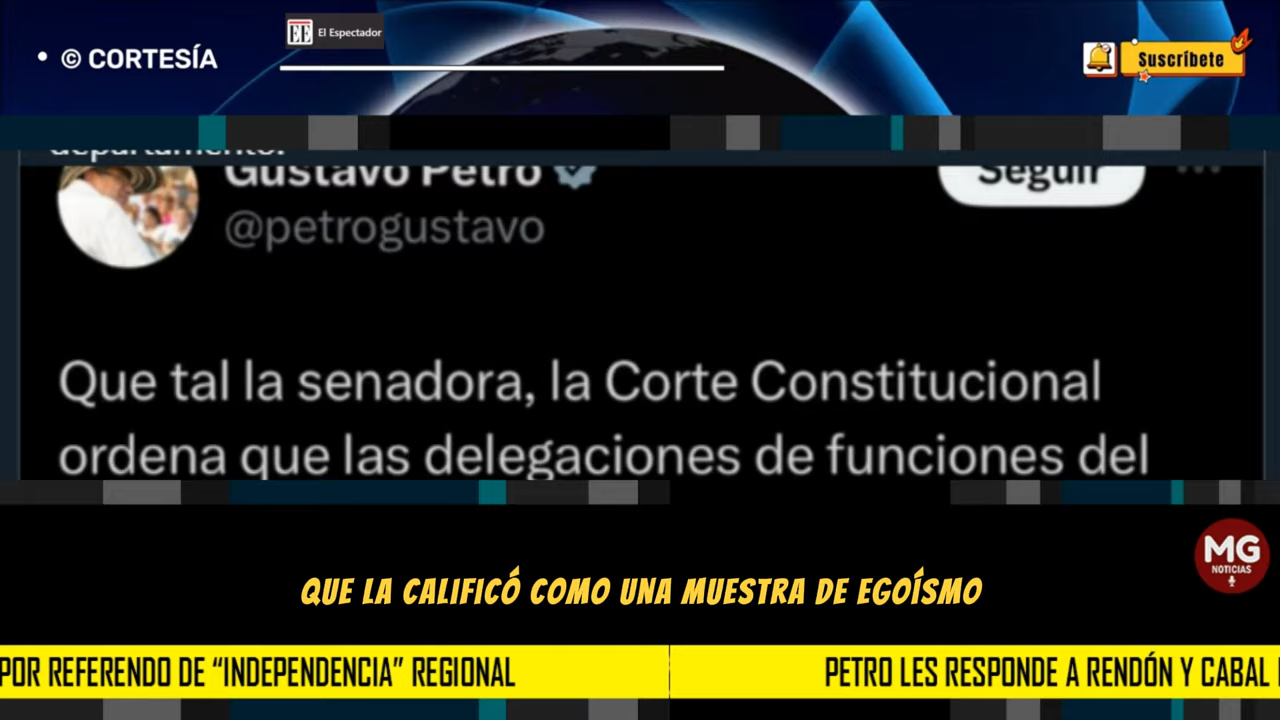 • © CORTESÍA
EE El Espectador
Suscríbete
departamento.
Gustavo Petro
Seguir
@petrogustavo
Que tal la senadora, la Corte Constitucional
ordena que las delegaciones de funciones del
MG
NOTICIAS
QUE LA CALIFICÓ COMO UNA MUESTRA DE EGOÍSMO
POR REFERENDO DE “INDEPENDENCIA” REGIONAL
PETRO LES RESPONDE A RENDÓN Y CABAL